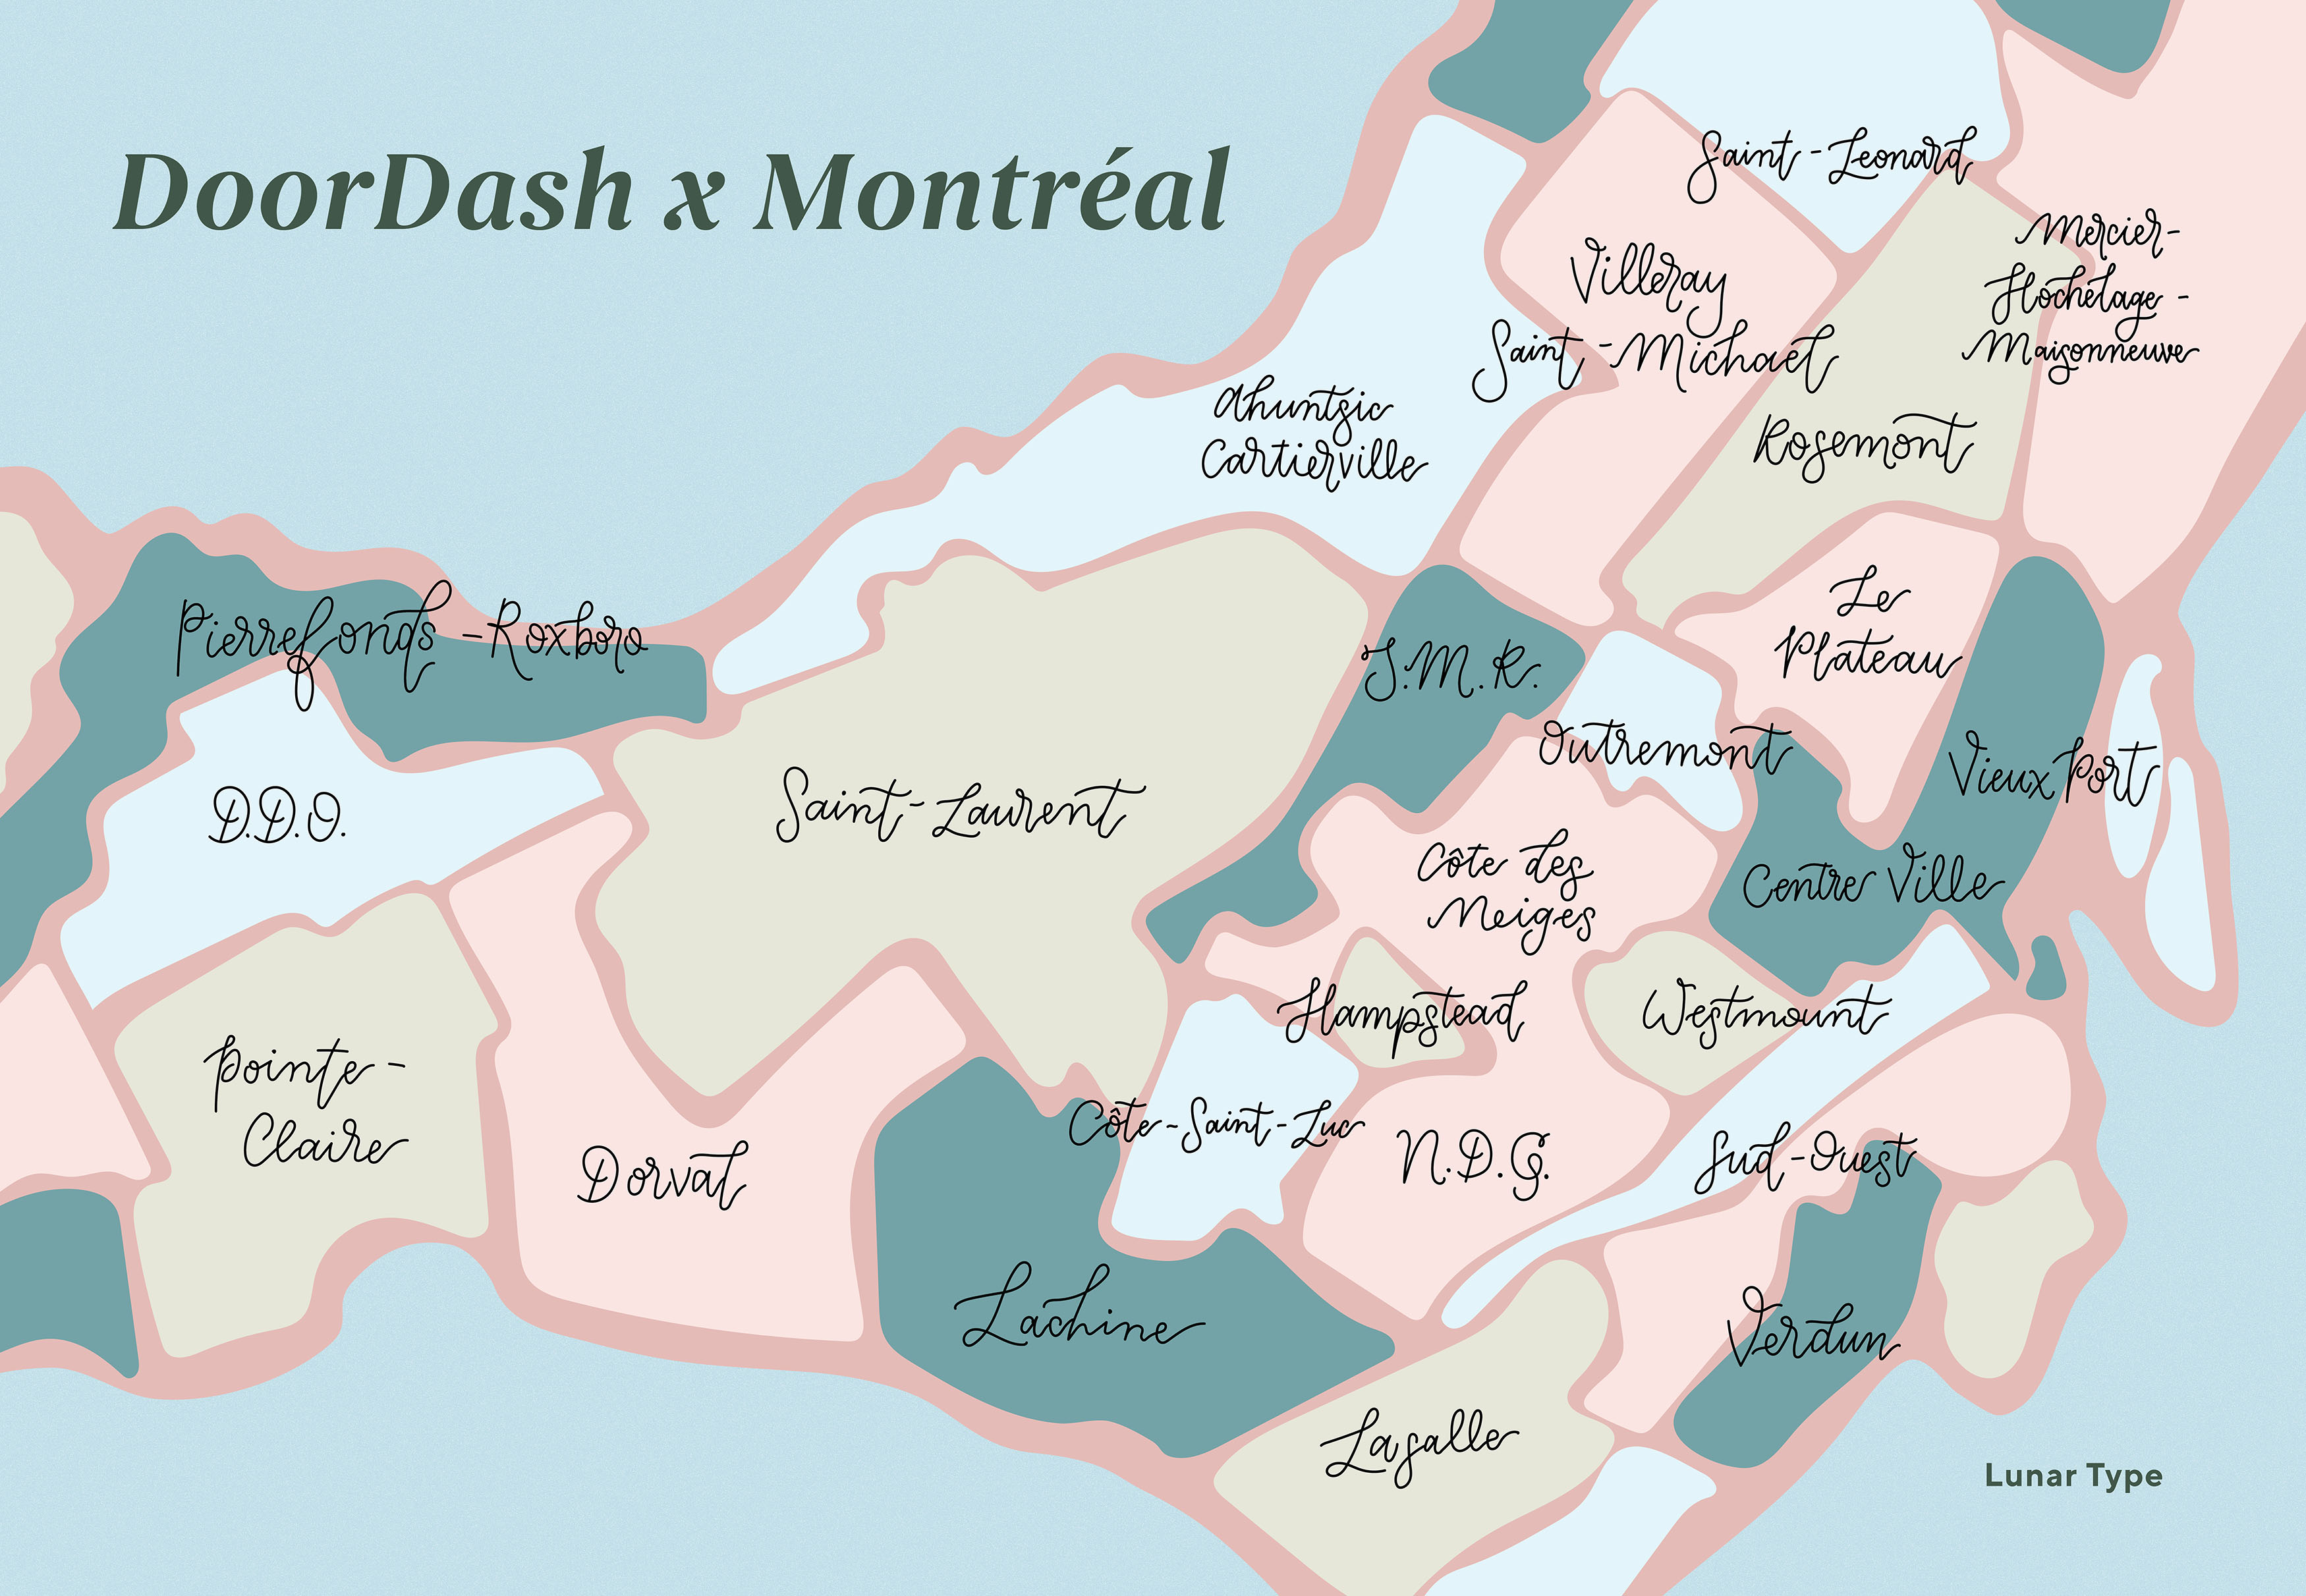 DoorDash x Montréal
Saint-Leonard
Mercier-
Hochelage-
Maisonneuve
Villeray
Saint-Michael
Ahuntsic
Cartierville
Rosemont
Le
Plateau
Pierrefonds-Roxboro
T.M.R.
Outremont
Vieux Port
D.D.O.
Saint-Laurent
Côte des
Neiges
Centre Ville
Hampstead
Westmount
Pointe-
Claire
Côte-Saint-Luc
N.D.G.
Sud-Ouest
Dorval
Lachine
Verdun
Lasalle
Lunar Type